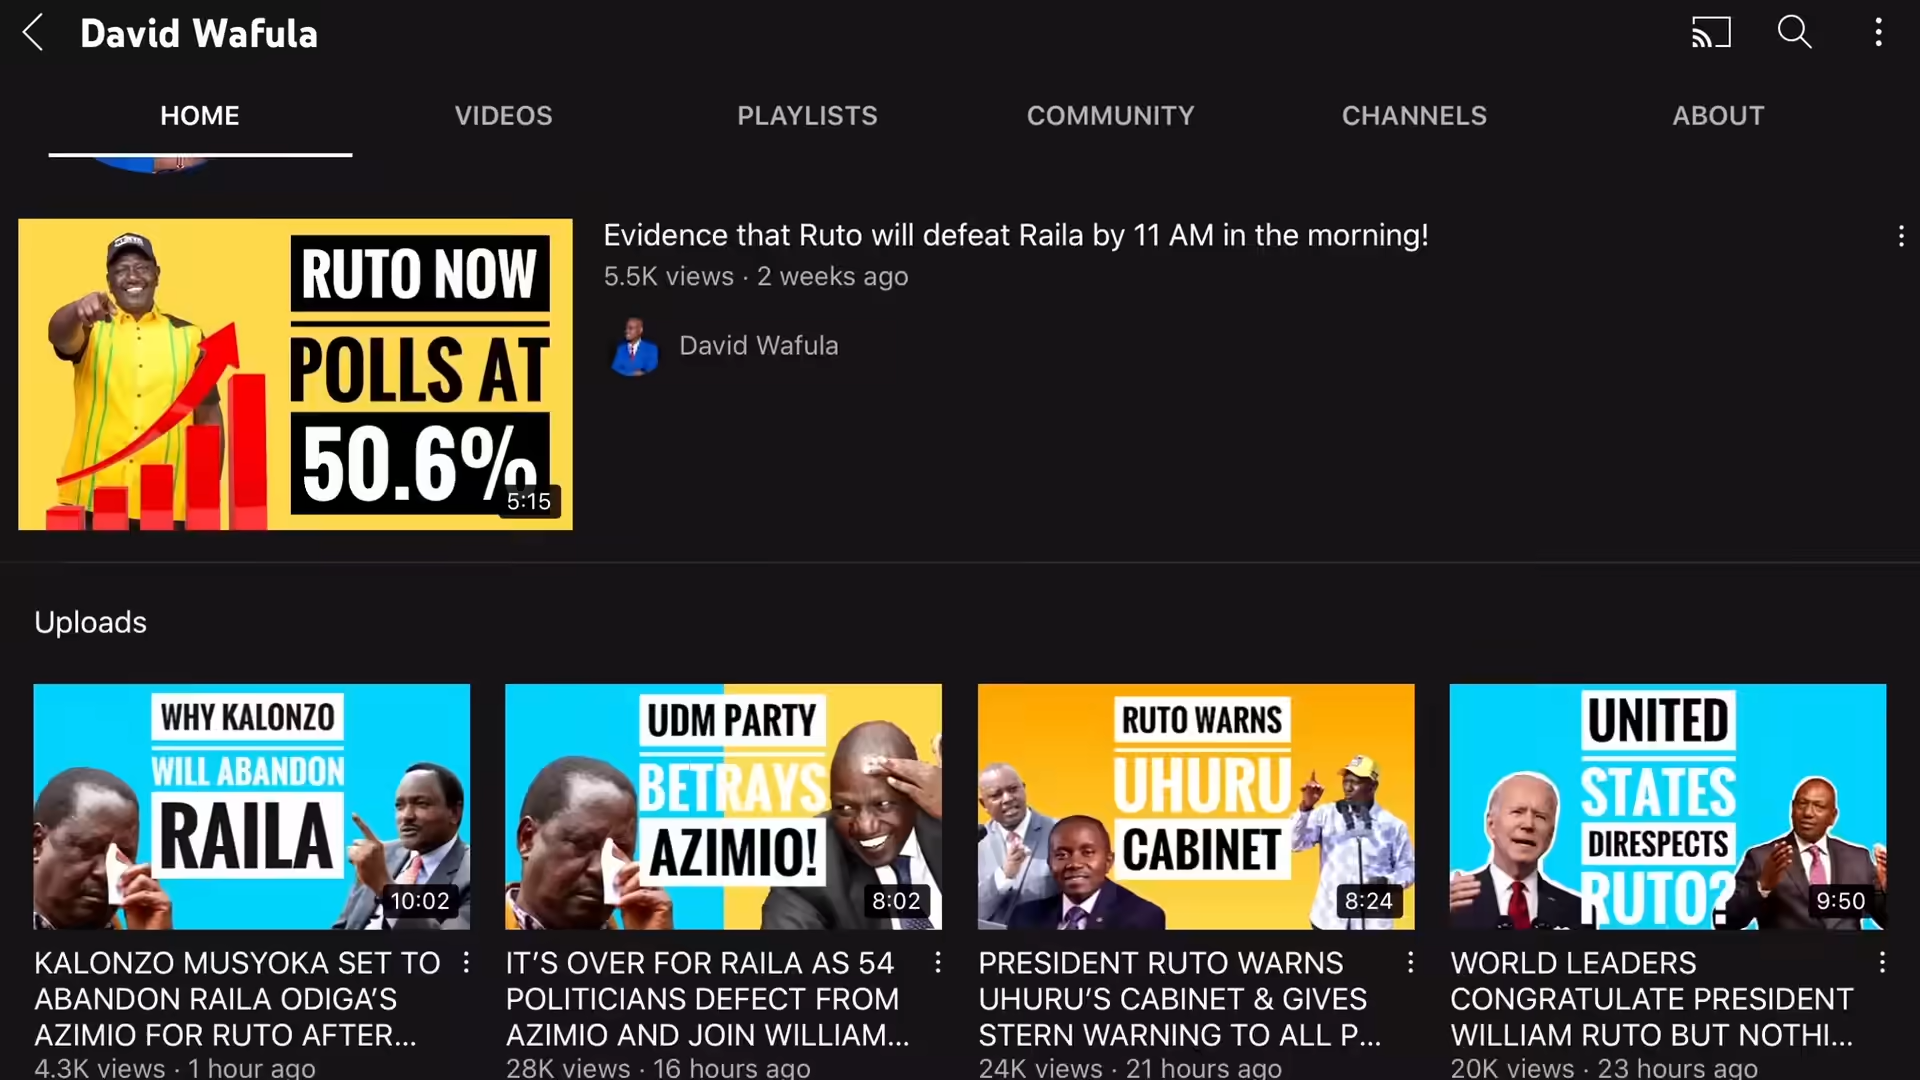 David Wafula
HOME
VIDEOS
PLAYLISTS
COMMUNITY
CHANNELS
ABOUT
RUTO NOW
POLLS AT
50.6%
5:15
Evidence that Ruto will defeat Raila by 11 AM in the morning!
5.5K views · 2 weeks ago
David Wafula
Uploads
WHY KALONZO
WILL ABANDON
RAILA
10:02
KALONZO MUSYOKA SET TO
ABANDON RAILA ODIGA’S
AZIMIO FOR RUTO AFTER...
4.3K views · 1 hour ago
UDM PARTY
BETRAYS
AZIMIO!
8:02
IT’S OVER FOR RAILA AS 54
POLITICIANS DEFECT FROM
AZIMIO AND JOIN WILLIAM...
28K views · 16 hours ago
RUTO WARNS
UHURU
CABINET
8:24
PRESIDENT RUTO WARNS
UHURU’S CABINET & GIVES
STERN WARNING TO ALL P...
24K views · 21 hours ago
UNITED
STATES
DIRESPECTS
RUTO?
9:50
WORLD LEADERS
CONGRATULATE PRESIDENT
WILLIAM RUTO BUT NOTHI...
20K views · 23 hours ago